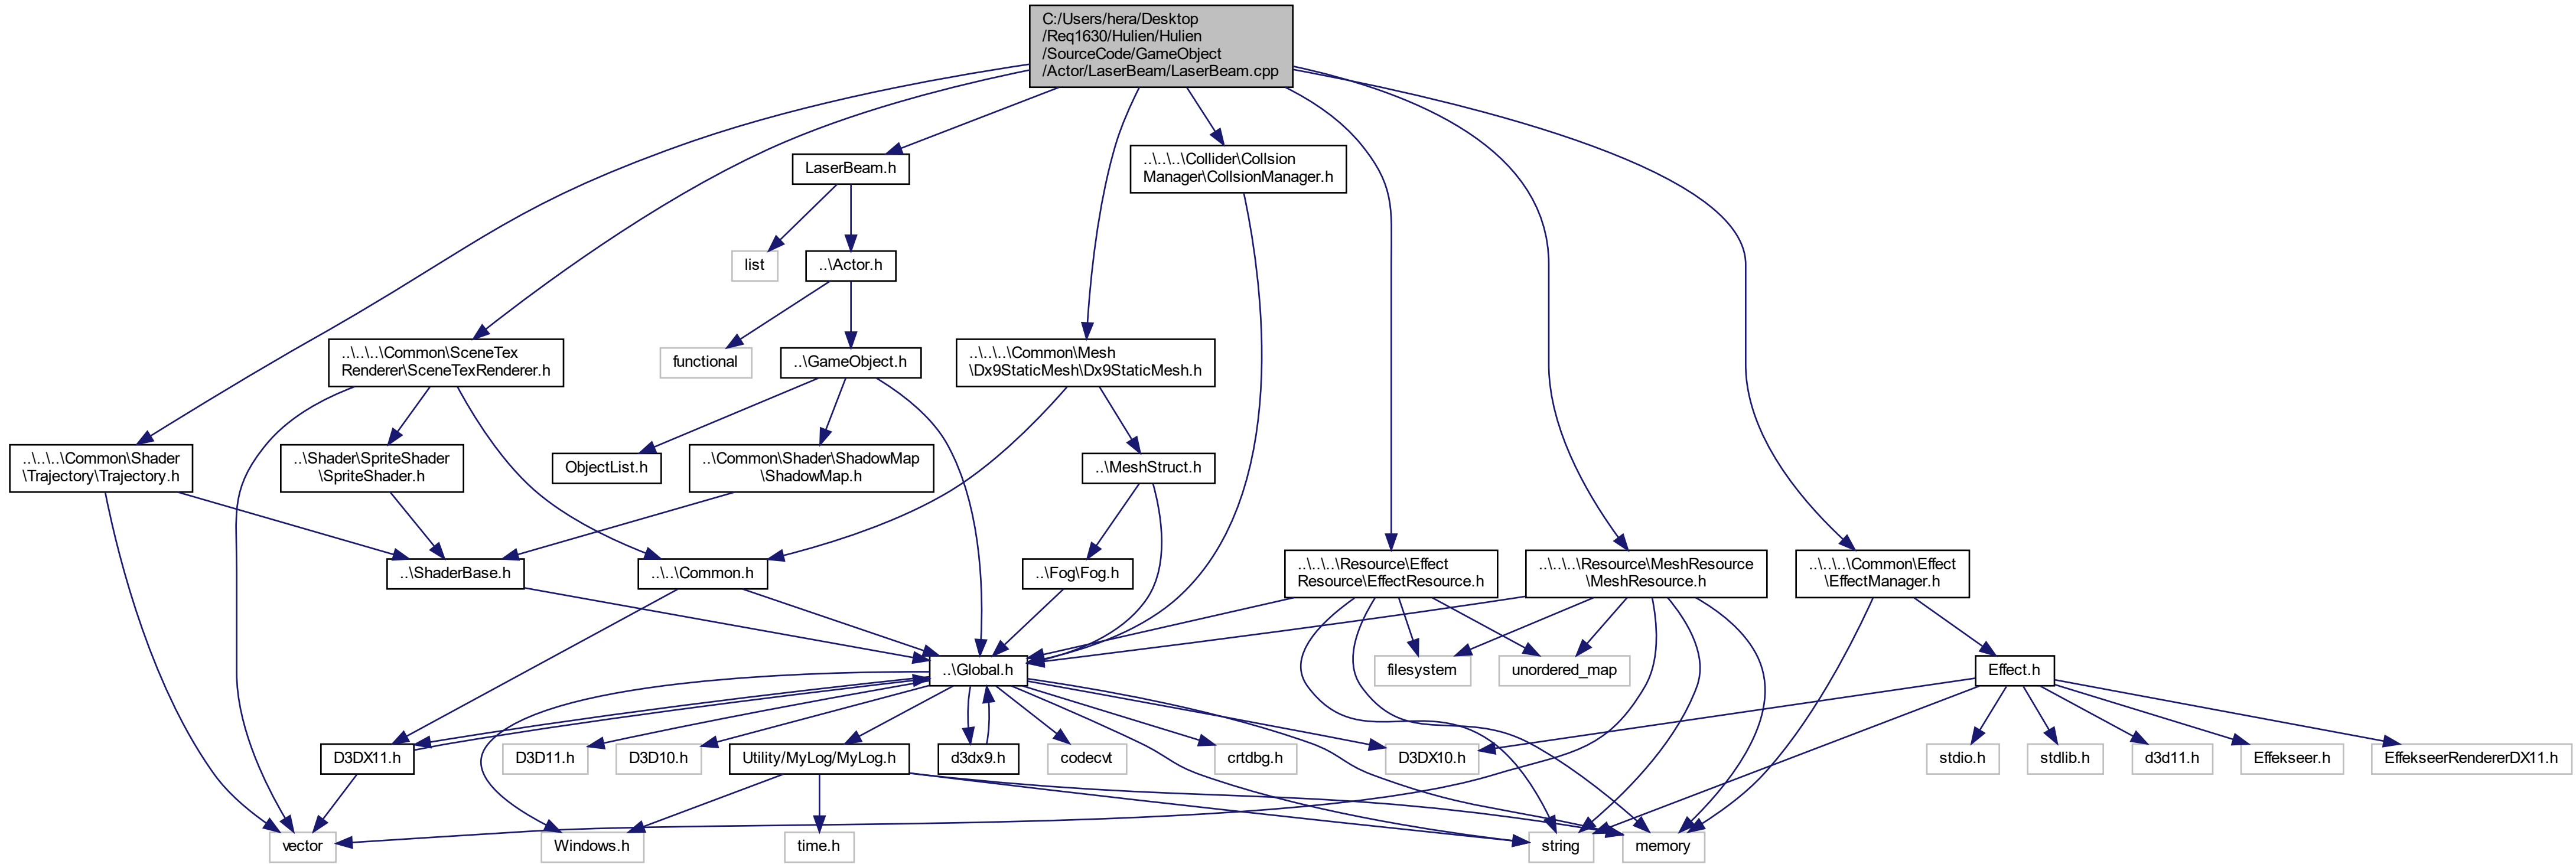 C:/Users/hera/Desktop
/Req1630/Hulien/Hulien
/SourceCode/GameObject
/Actor/LaserBeam/LaserBeam.cpp
LaserBeam.h
..\..\..\Collider\Collsion
Manager\CollsionManager.h
list
..\Actor.h
..\..\..\Common\SceneTex
Renderer\SceneTexRenderer.h
functional
..\GameObject.h
..\..\..\Common\Mesh
\Dx9StaticMesh\Dx9StaticMesh.h
..\..\..\Common\Shader
\Trajectory\Trajectory.h
..\Shader\SpriteShader
\SpriteShader.h
ObjectList.h
..\Common\Shader\ShadowMap
\ShadowMap.h
..\MeshStruct.h
..\ShaderBase.h
..\..\Common.h
..\Fog\Fog.h
..\..\..\Resource\Effect
Resource\EffectResource.h
..\..\..\Resource\MeshResource
\MeshResource.h
..\..\..\Common\Effect
\EffectManager.h
..\Global.h
filesystem
unordered_map
Effect.h
D3DX11.h
D3D11.h
D3D10.h
Utility/MyLog/MyLog.h
d3dx9.h
codecvt
crtdbg.h
D3DX10.h
stdio.h
stdlib.h
d3d11.h
Effekseer.h
EffekseerRendererDX11.h
vector
Windows.h
time.h
string
memory